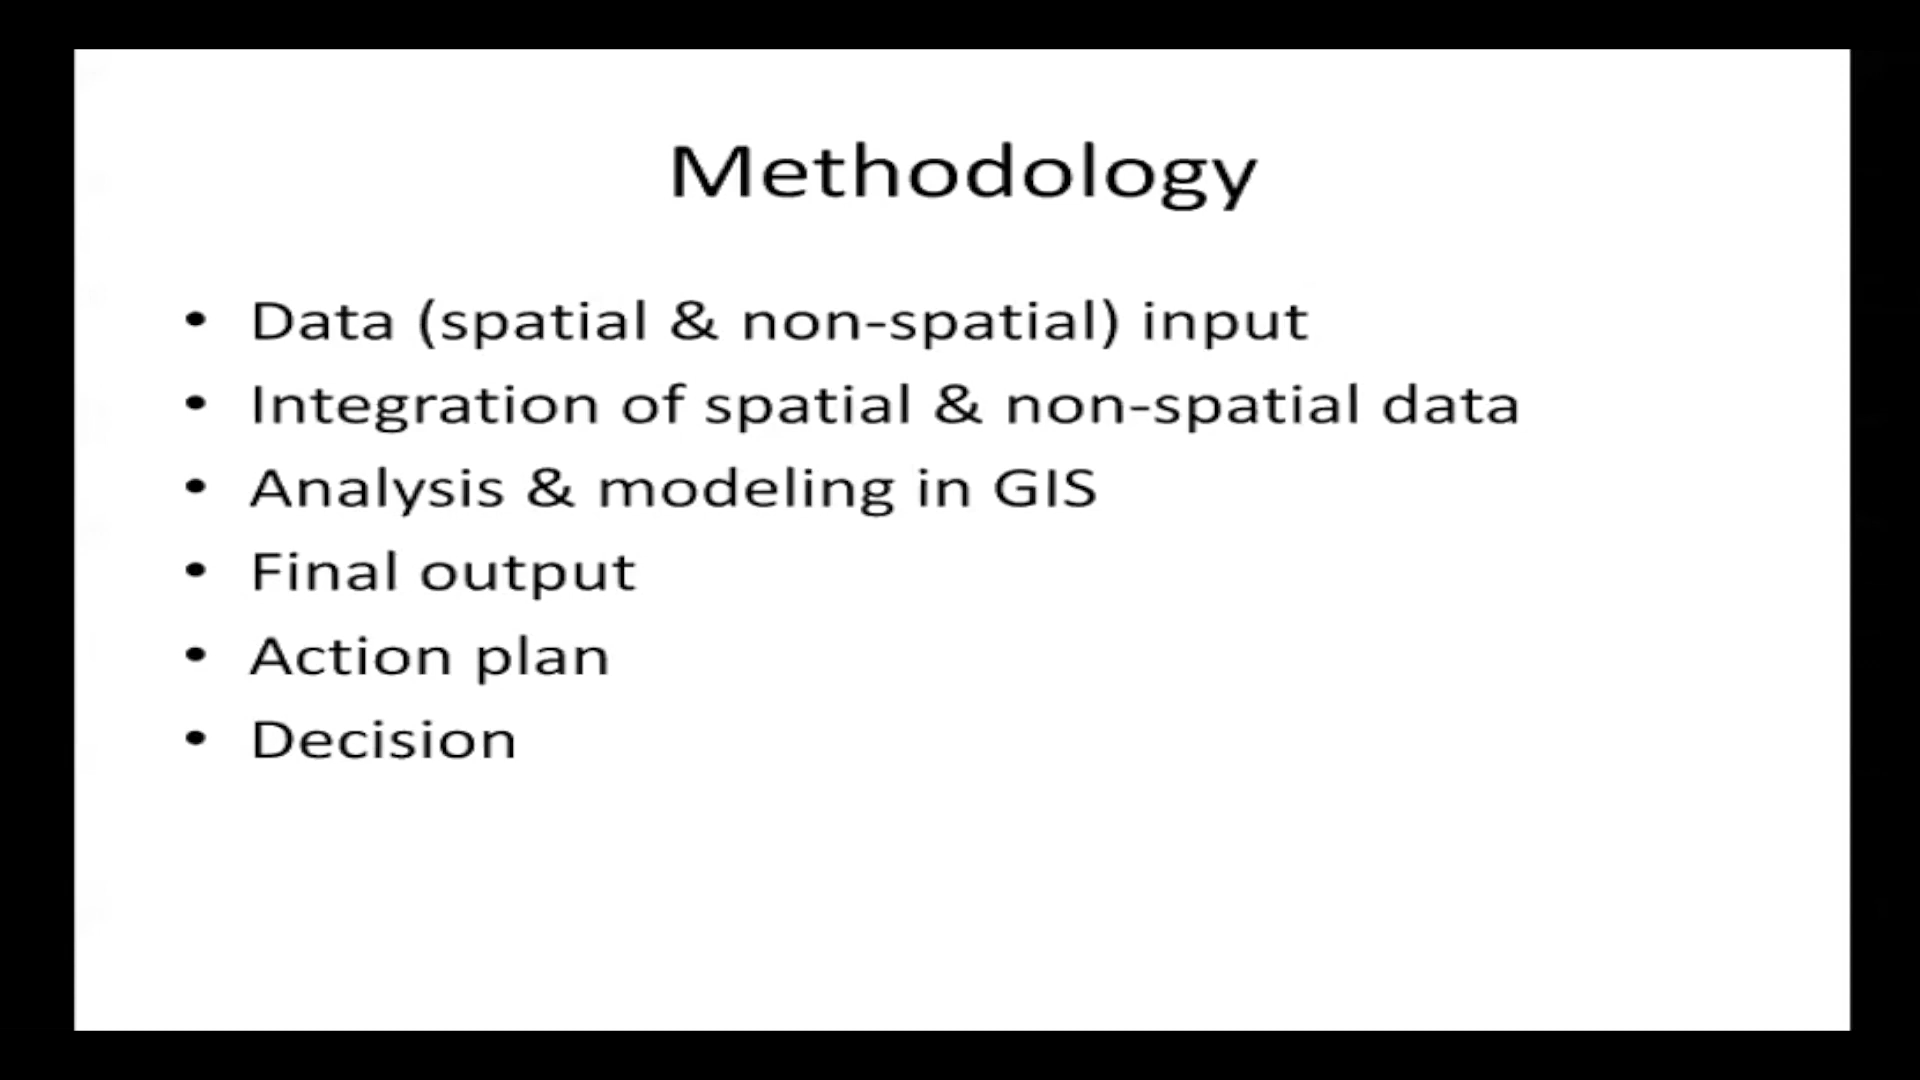 Methodology
• Data (spatial & non-spatial) input
• Integration of spatial & non-spatial data
• Analysis & modeling in GIS
• Final output
• Action plan
• Decision